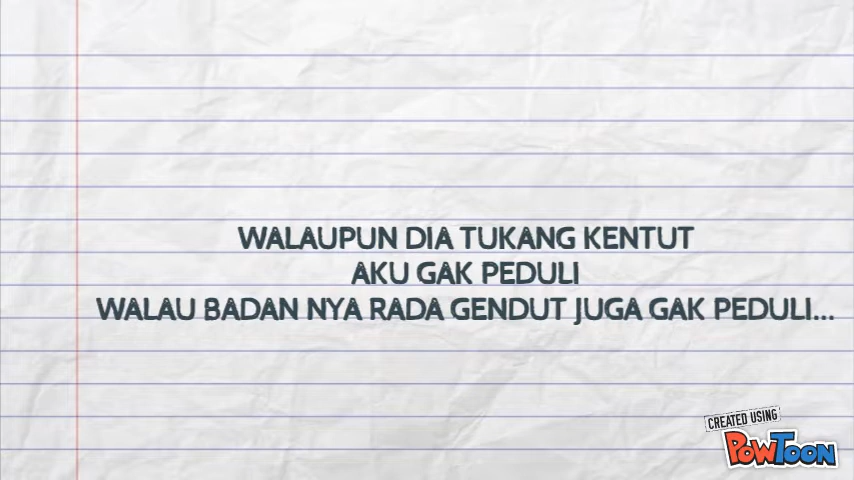 WALAUPUN DIA TUKANG KENTUT
AKU GAK PEDULI
WALAU BADAN NYA RADA GENDUT JUGA GAK PEDULI...
CREATED USING
POWTOON